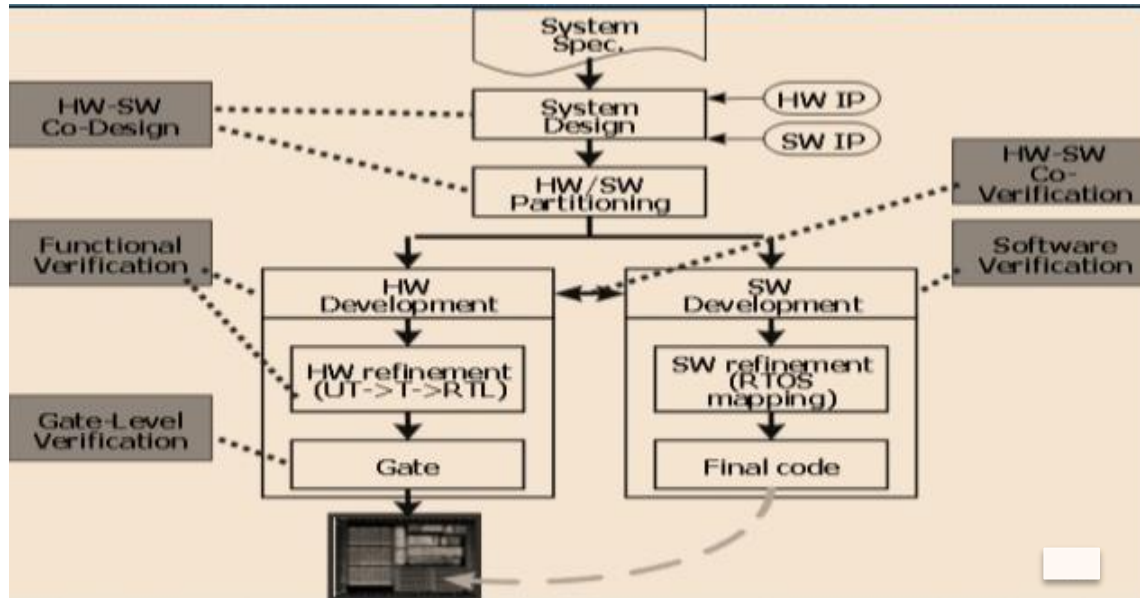 System
Spec.
HW-SW
Co-Design
System
Design
HW IP
SW IP
HW-SW
Co-
Verification
HW/SW
Partitioning
Functional
Verification
Software
Verification
HW
Development
SW
Development
HW refinement
(UT->T->RTL)
SW refinement
(RTOS
mapping)
Gate-Level
Verification
Gate
Final code